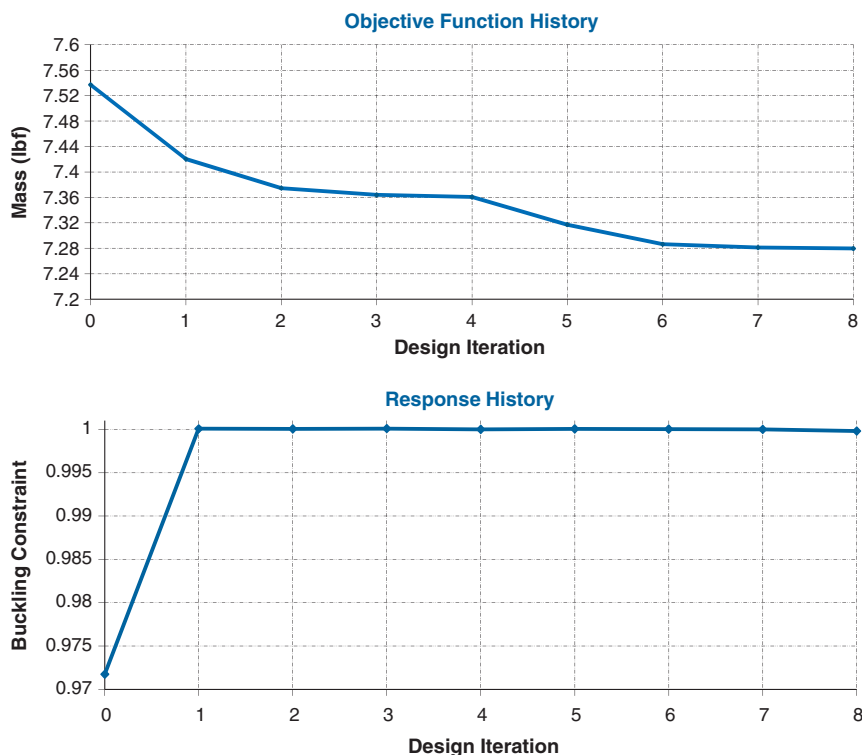 Objective Function History
7.6
7.56
7.52
7.48
7.44
7.4
7.36
7.32
7.28
7.24
7.2
Mass (lbf)
0 1 2 3 4 5 6 7 8
Design Iteration
Response History
1
0.995
0.99
0.985
0.98
0.975
0.97
Buckling Constraint
0 1 2 3 4 5 6 7 8
Design Iteration